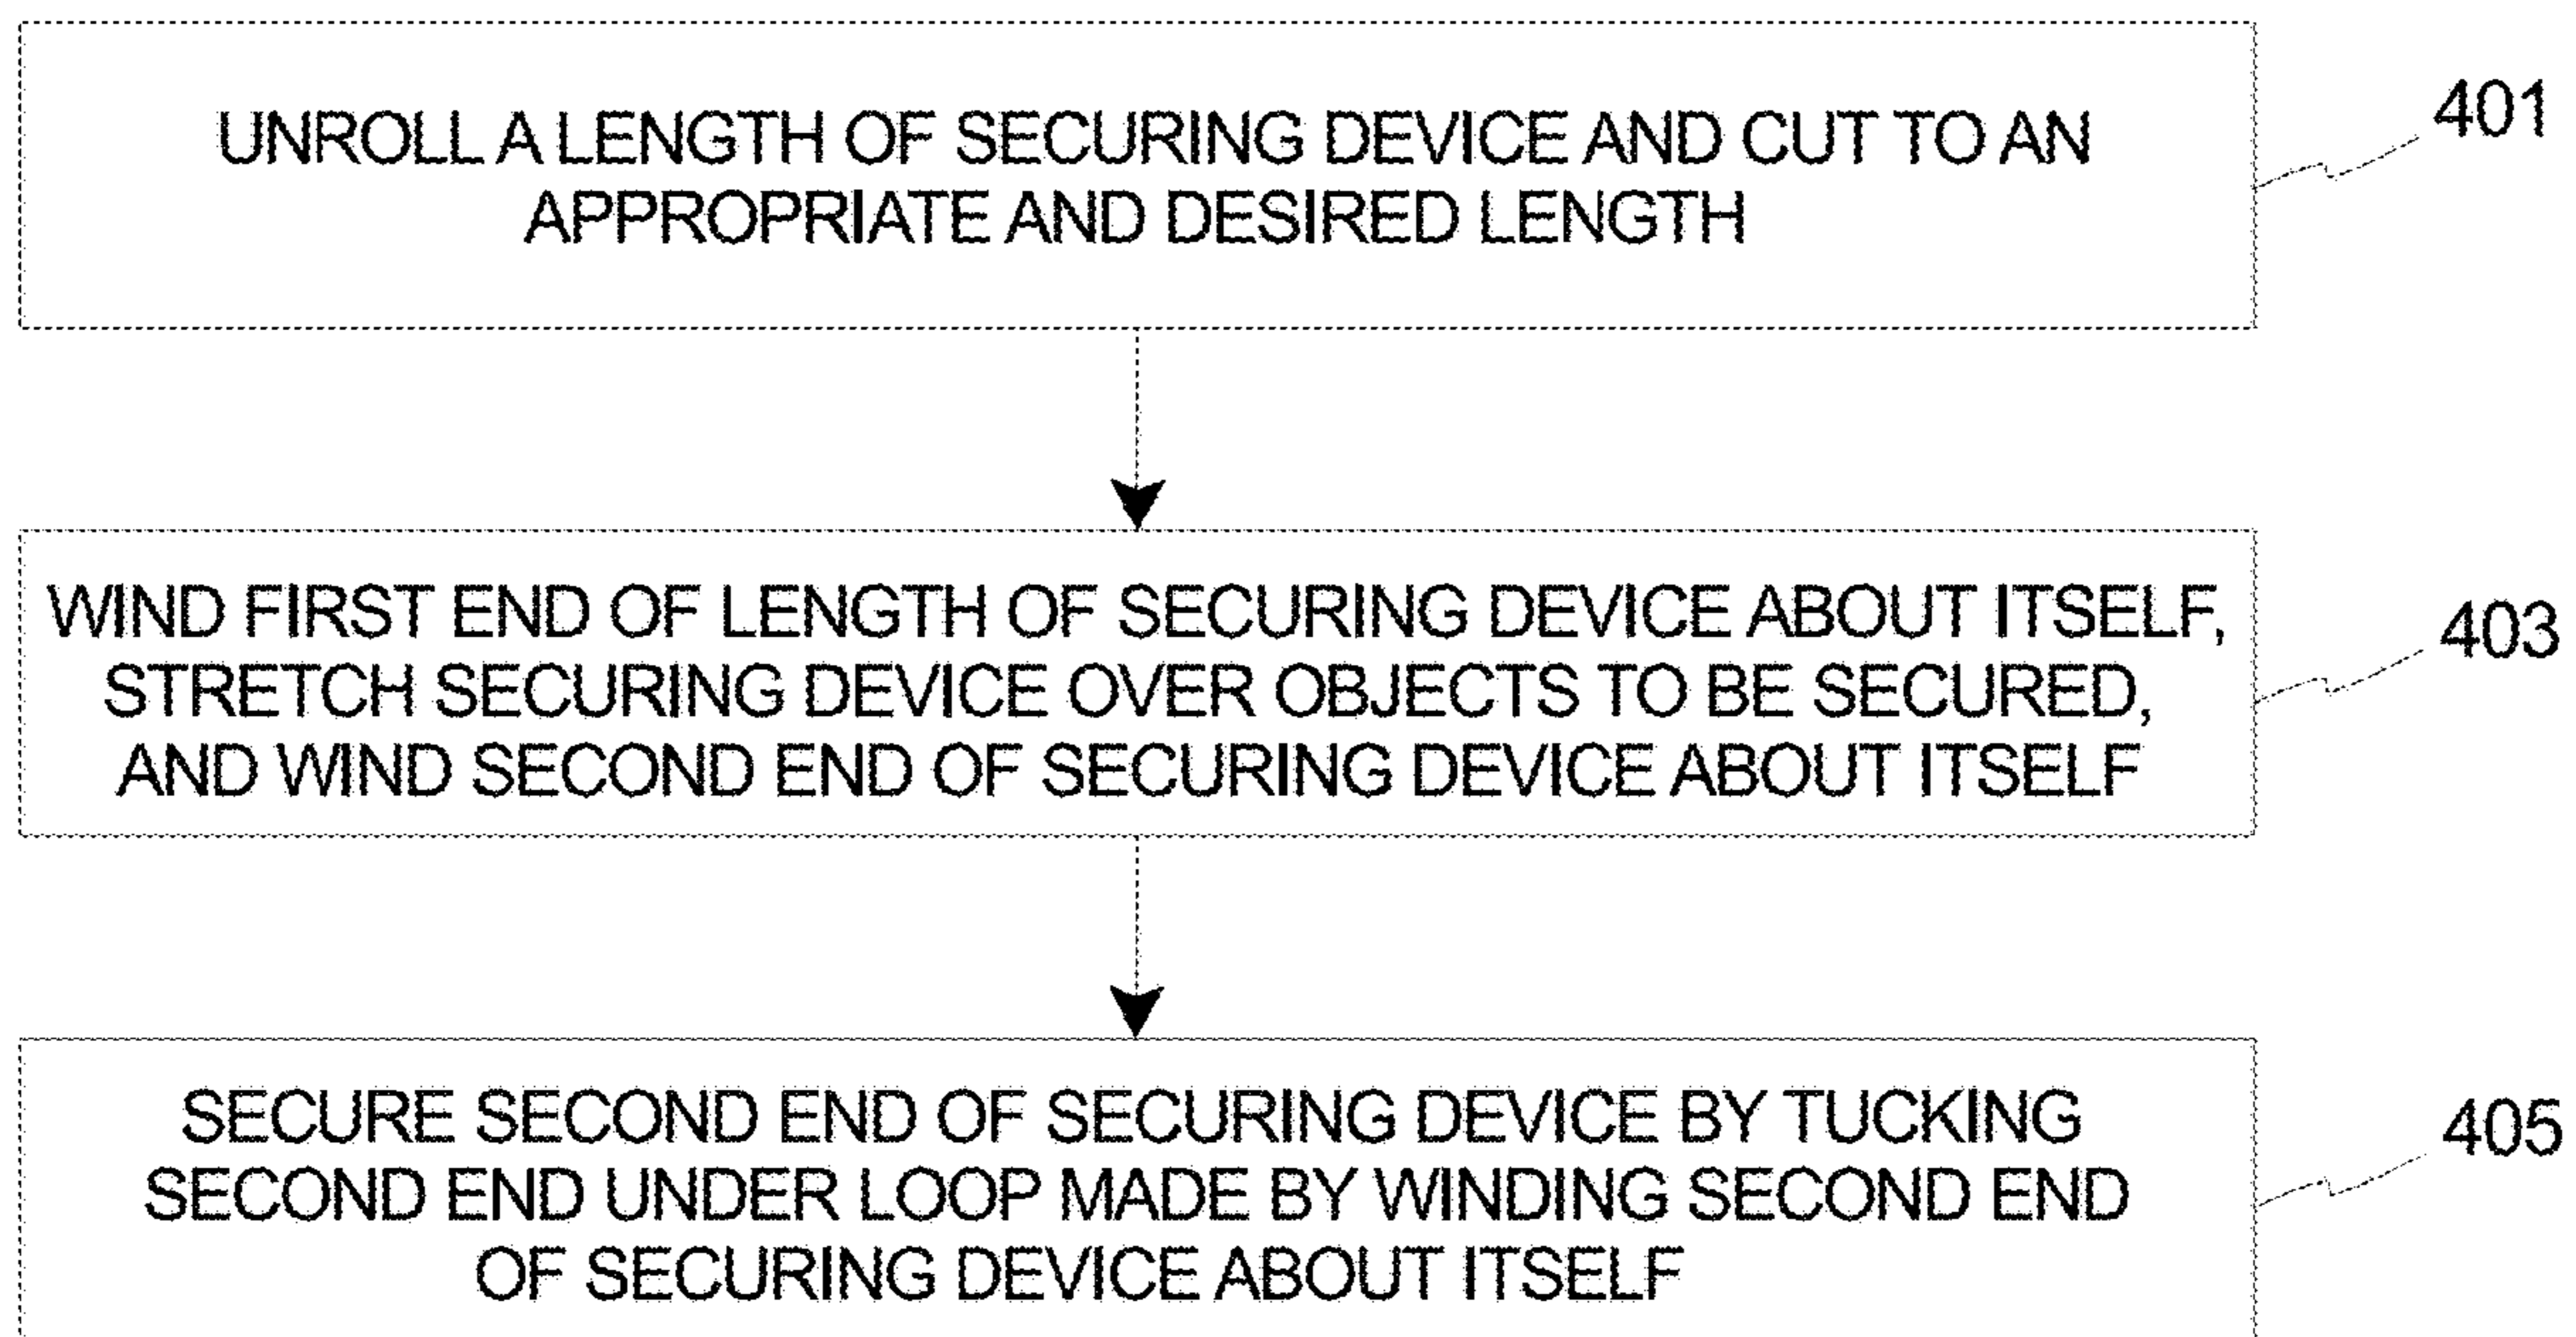 UNROLL A LENGTH OF SECURING DEVICE AND CUT TO AN
APPROPRIATE AND DESIRED LENGTH
401
WIND FIRST END OF LENGTH OF SECURING DEVICE ABOUT ITSELF,
STRETCH SECURING DEVICE OVER OBJECTS TO BE SECURED,
AND WIND SECOND END OF SECURING DEVICE ABOUT ITSELF
403
SECURE SECOND END OF SECURING DEVICE BY TUCKING
SECOND END UNDER LOOP MADE BY WINDING SECOND END
OF SECURING DEVICE ABOUT ITSELF
405